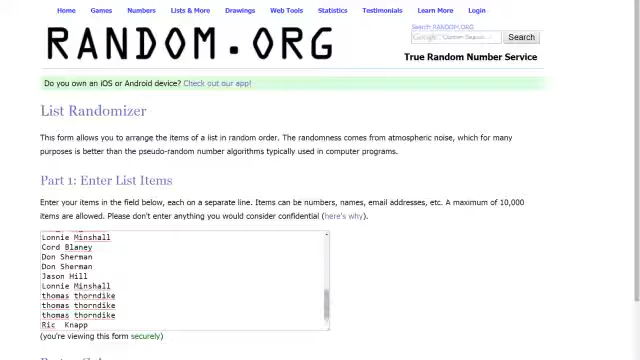 Home Games Numbers Lists & More Drawings Web Tools Statistics Testimonials Learn More Login
RANDOM.ORG
Search RANDOM.ORG
Google Custom Search
Search
True Random Number Service
Do you own an iOS or Android device? Check out our app!
List Randomizer
This form allows you to arrange the items of a list in random order. The randomness comes from atmospheric noise, which for many
purposes is better than the pseudo-random number algorithms typically used in computer programs.
Part 1: Enter List Items
Enter your items in the field below, each on a separate line. Items can be numbers, names, email addresses, etc. A maximum of 10,000
items are allowed. Please don't enter anything you would consider confidential (here's why).
Lonnie Minshall
Cord Blaney
Don Sherman
Don Sherman
Jason Hill
Lonnie Minshall
thomas thorndike
thomas thorndike
thomas thorndike
Ric Knapp
(you're viewing this form securely)